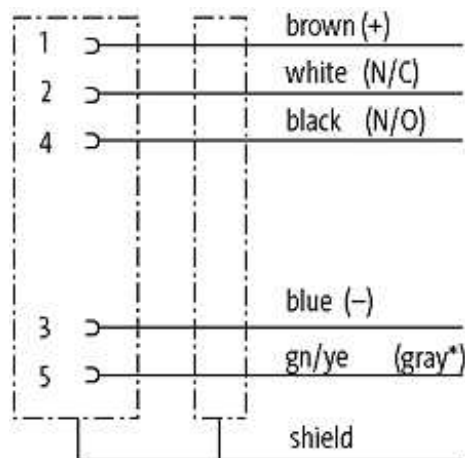 1 brown (+)
2 white (N/C)
4 black (N/O)
3 blue (–)
5 gn/ye (gray*)
shield